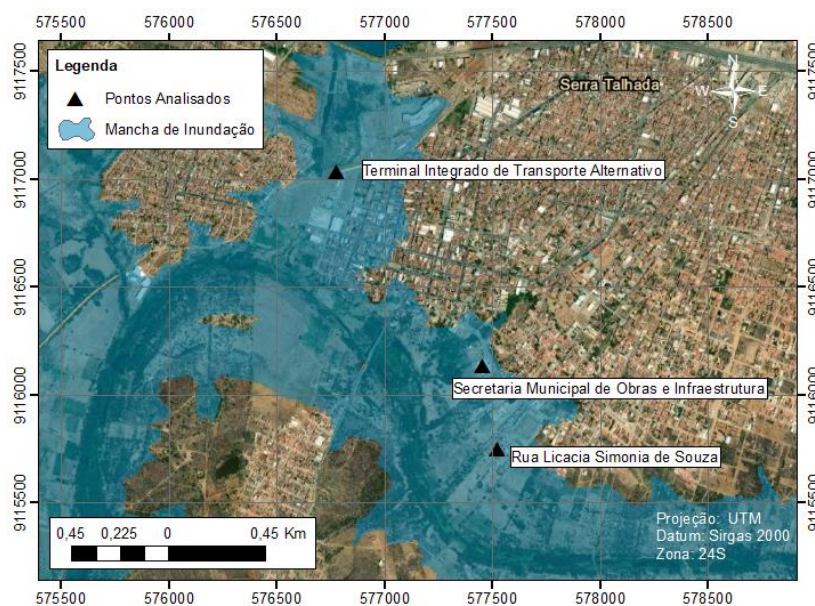 575500 576000 576500 577000 577500 578000 578500
9117500
9117000
9116500
9116000
9115500
Legenda
Pontos Analisados
Mancha de Inundação
Serra Talhada
N
W E
S
Terminal Integrado de Transporte Alternativo
Secretaria Municipal de Obras e Infraestrutura
Rua Licacia Simonia de Souza
0,45 0,225 0 0,45 Km
Projeção: UTM
Datum: Sirgas 2000
Zona: 24S
9117500
9117000
9116500
9116000
9115500
575500 576000 576500 577000 577500 578000 578500